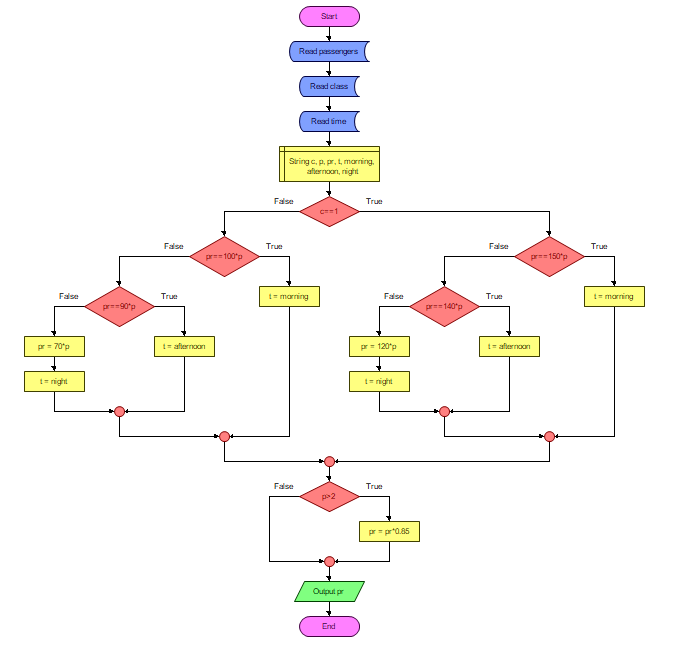 Start
Read passengers
Read class
Read time
String c, p, pr, t, morning,
afternoon, night
False
True
c==1
False
True
False
True
pr==100*p
pr==150*p
False
True
t = morning
False
True
t = morning
pr==90*p
pr==140*p
pr = 70*p
t = afternoon
pr = 120*p
t = afternoon
t = night
t = night
False
True
p>2
pr = pr*0.85
Output pr
End